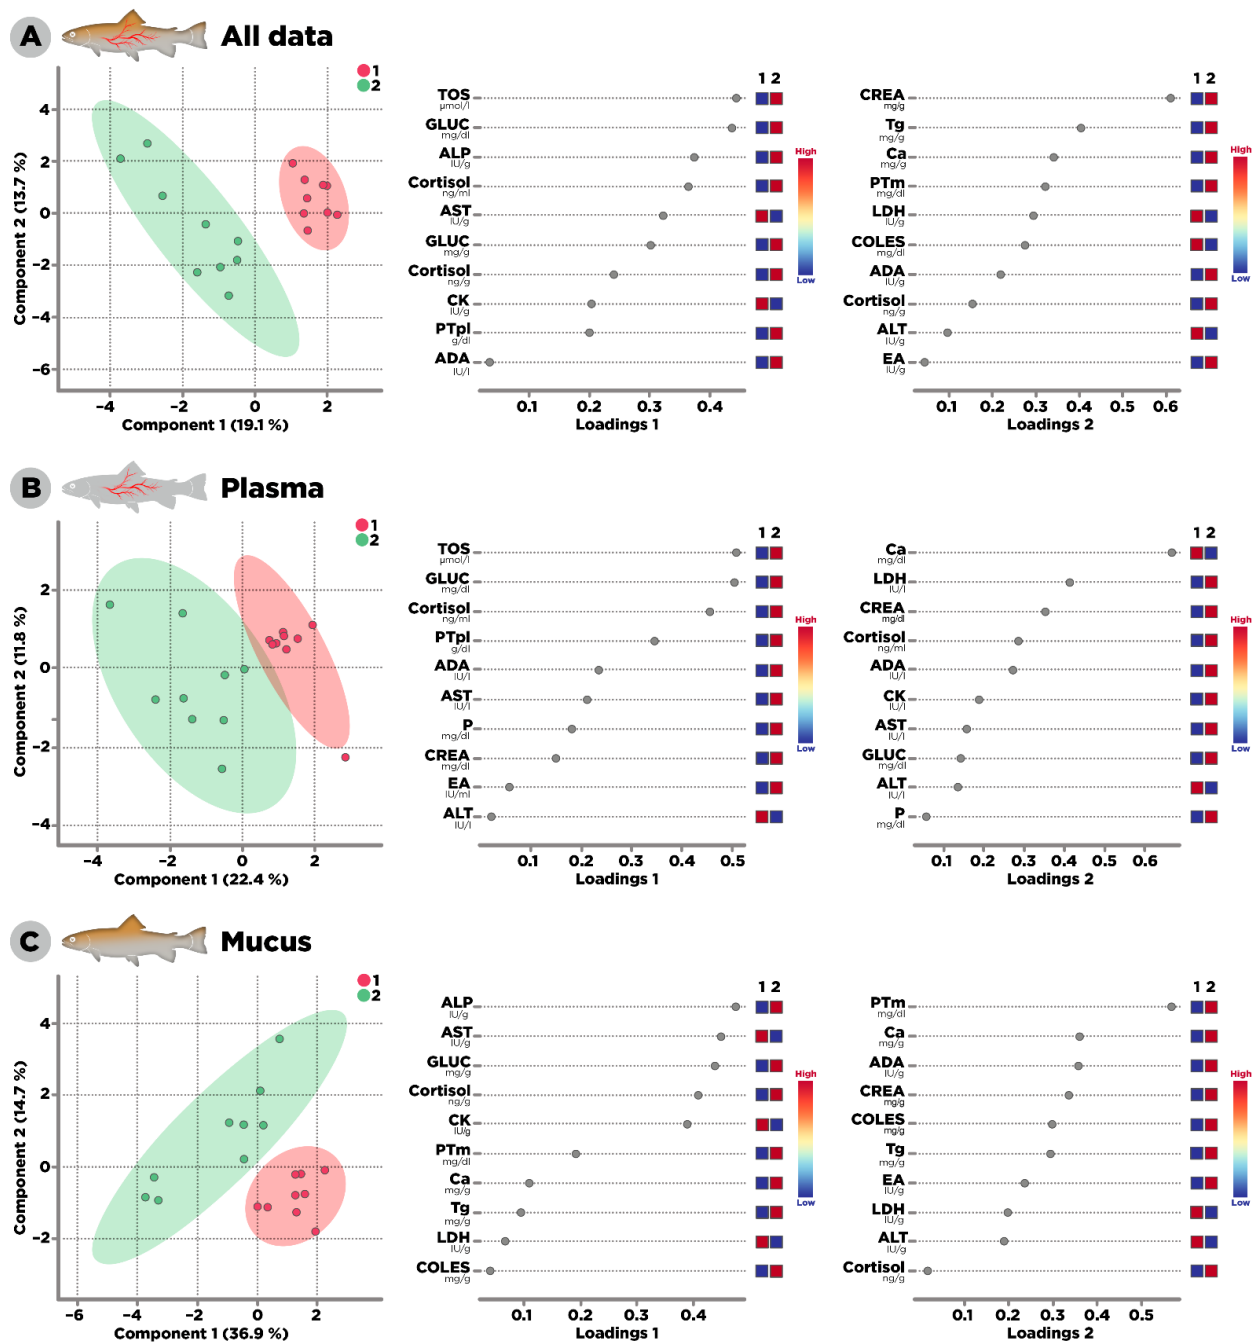 A All data
1
2
4
2
0
−2
−4
−6
Component 2 (13.7 %)
−4 −2 0 2
Component 1 (19.1 %)
1 2
TOS
µmol/l
GLUC
mg/dl
ALP
IU/g
Cortisol
ng/ml
AST
IU/g
GLUC
mg/g
Cortisol
ng/g
CK
IU/g
PTpl
g/dl
ADA
IU/l
0.1 0.2 0.3 0.4
Loadings 1
High
Low
1 2
CREA
mg/g
Tg
mg/g
Ca
mg/g
PTm
mg/dl
LDH
IU/g
COLES
mg/dl
ADA
IU/g
Cortisol
ng/g
ALT
IU/g
EA
IU/g
0.1 0.2 0.3 0.4 0.5 0.6
Loadings 2
High
Low
B Plasma
1
2
2
0
−2
−4
Component 2 (11.8 %)
−4 −2 0 2
Component 1 (22.4 %)
1 2
TOS
µmol/l
GLUC
mg/dl
Cortisol
ng/ml
PTpl
g/dl
ADA
IU/l
AST
IU/l
P
mg/dl
CREA
mg/dl
EA
IU/ml
ALT
IU/l
0.1 0.2 0.3 0.4 0.5
Loadings 1
High
Low
1 2
Ca
mg/dl
LDH
IU/l
CREA
mg/dl
Cortisol
ng/ml
ADA
IU/l
CK
IU/l
AST
IU/l
GLUC
mg/dl
ALT
IU/l
P
mg/dl
0.1 0.2 0.3 0.4 0.5 0.6
Loadings 2
High
Low
C Mucus
1
2
4
2
0
−2
Component 2 (14.7 %)
−6 −4 −2 0 2
Component 1 (36.9 %)
1 2
ALP
IU/g
AST
IU/g
GLUC
mg/g
Cortisol
ng/g
CK
IU/g
PTm
mg/dl
Ca
mg/g
Tg
mg/g
LDH
IU/g
COLES
mg/g
0.1 0.2 0.3 0.4
Loadings 1
High
Low
1 2
PTm
mg/dl
Ca
mg/g
ADA
IU/g
CREA
mg/g
COLES
mg/g
Tg
mg/g
EA
IU/g
LDH
IU/g
ALT
IU/g
Cortisol
ng/g
0.1 0.2 0.3 0.4 0.5
Loadings 2
High
Low